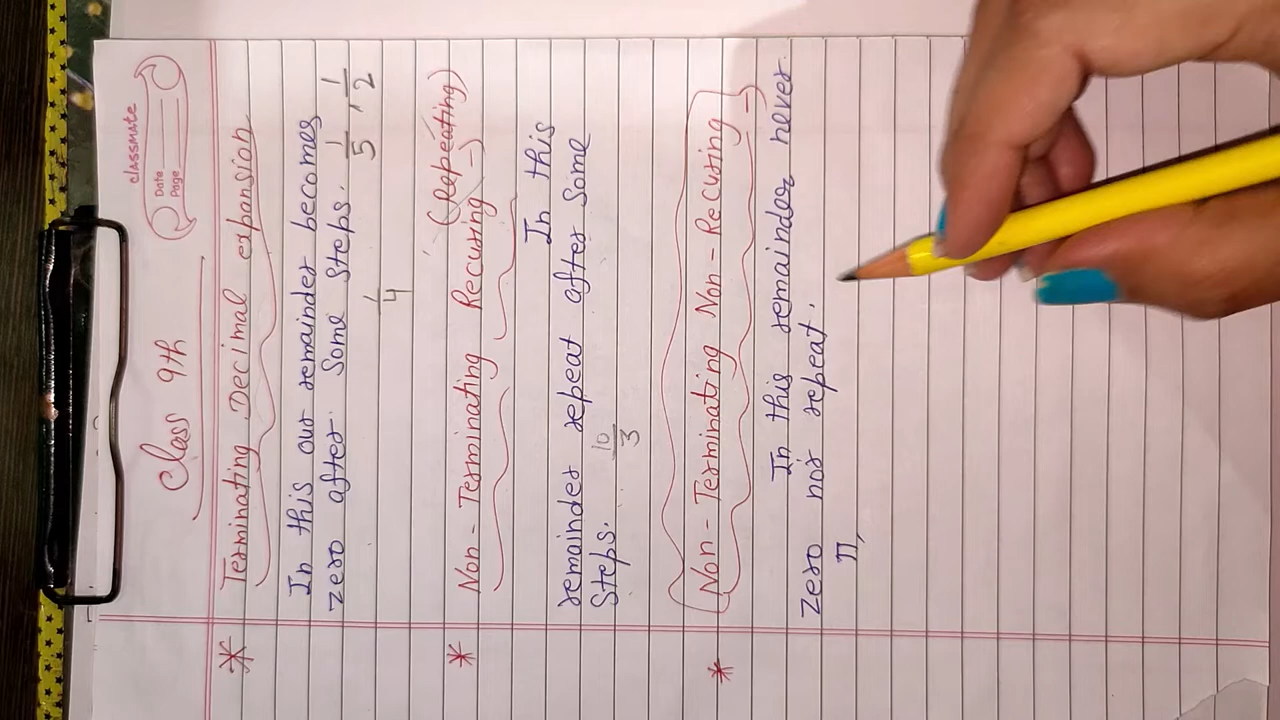 classmate
Date
Page
Class 9th
* Terminating Decimal expansion
In this our remainder becomes
zero after some steps. 1/5, 1/2
1/4
(Repeating)
* Non - Terminating Recuring →
In this
remainder repeat after some
Steps. 10/3
* Non - Terminating Non - Recuring →
In this remainder never
zero nor repeat.
π,